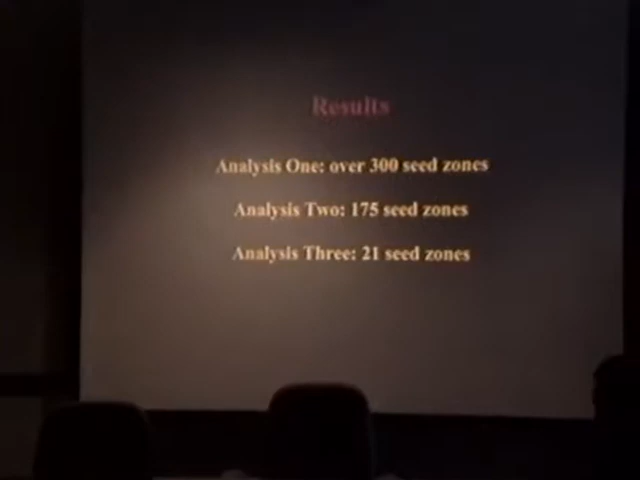 Results
Analysis One: over 300 seed zones
Analysis Two: 175 seed zones
Analysis Three: 21 seed zones